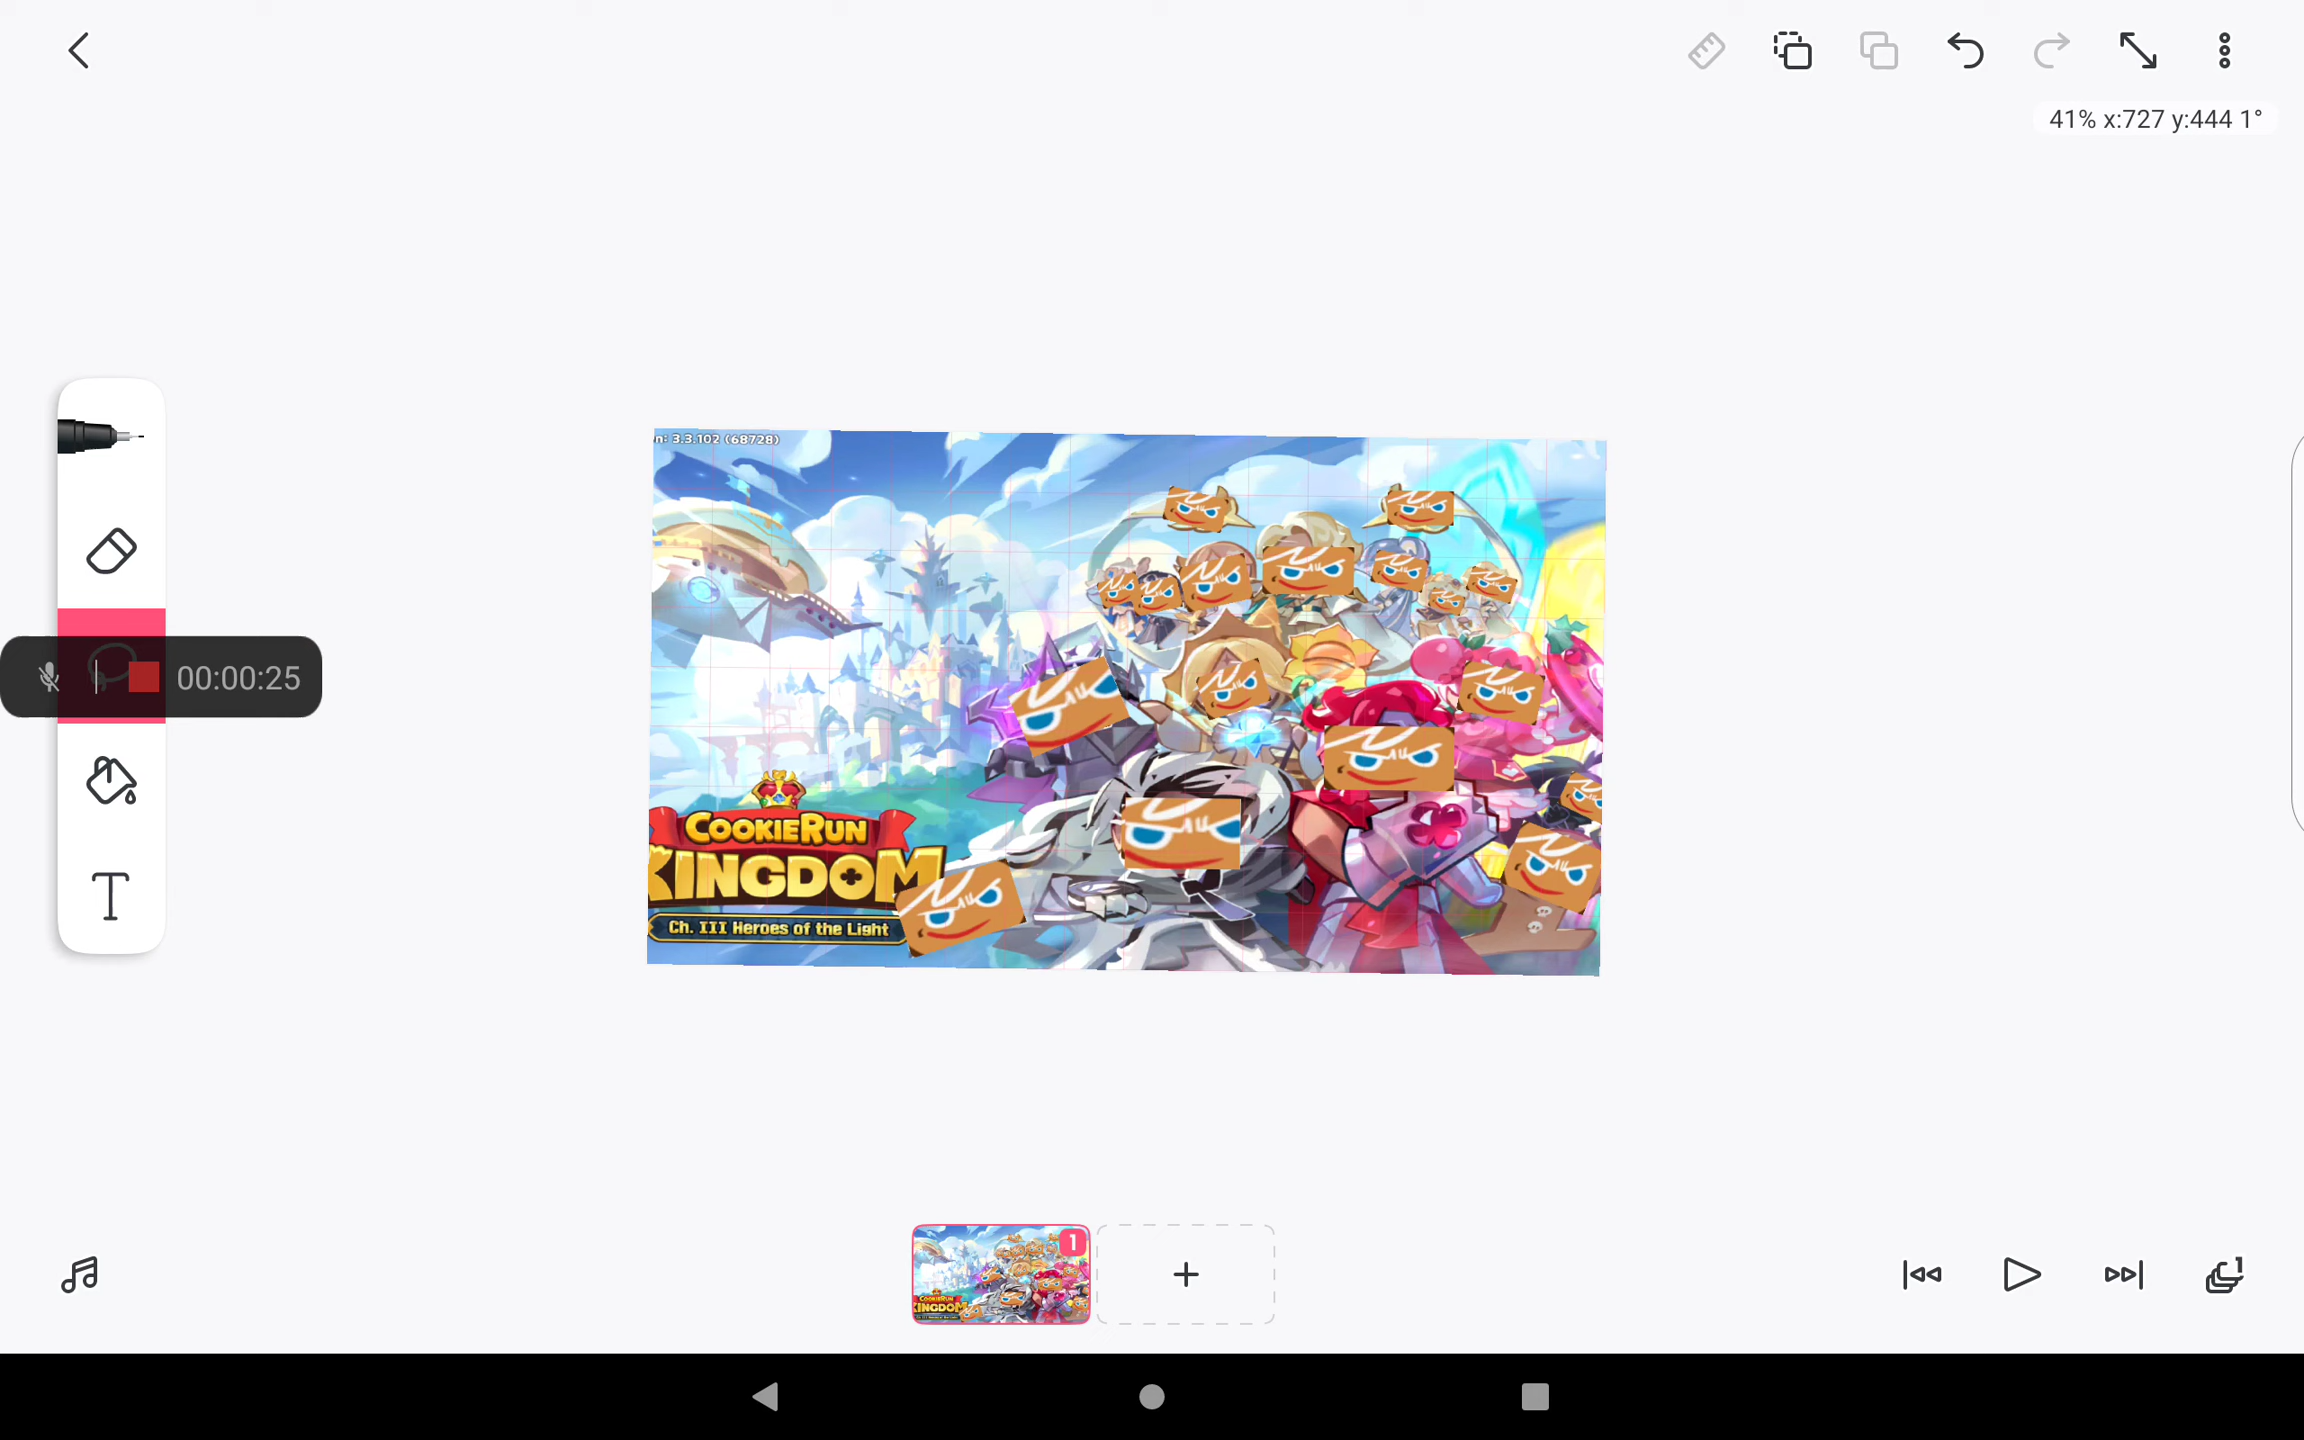 41% x:727 y:444 1°
n: 3.3.102 (68728)
00:00:25
T
COOKIERUN
KINGDOM
Ch. III Heroes of the Light
1
1